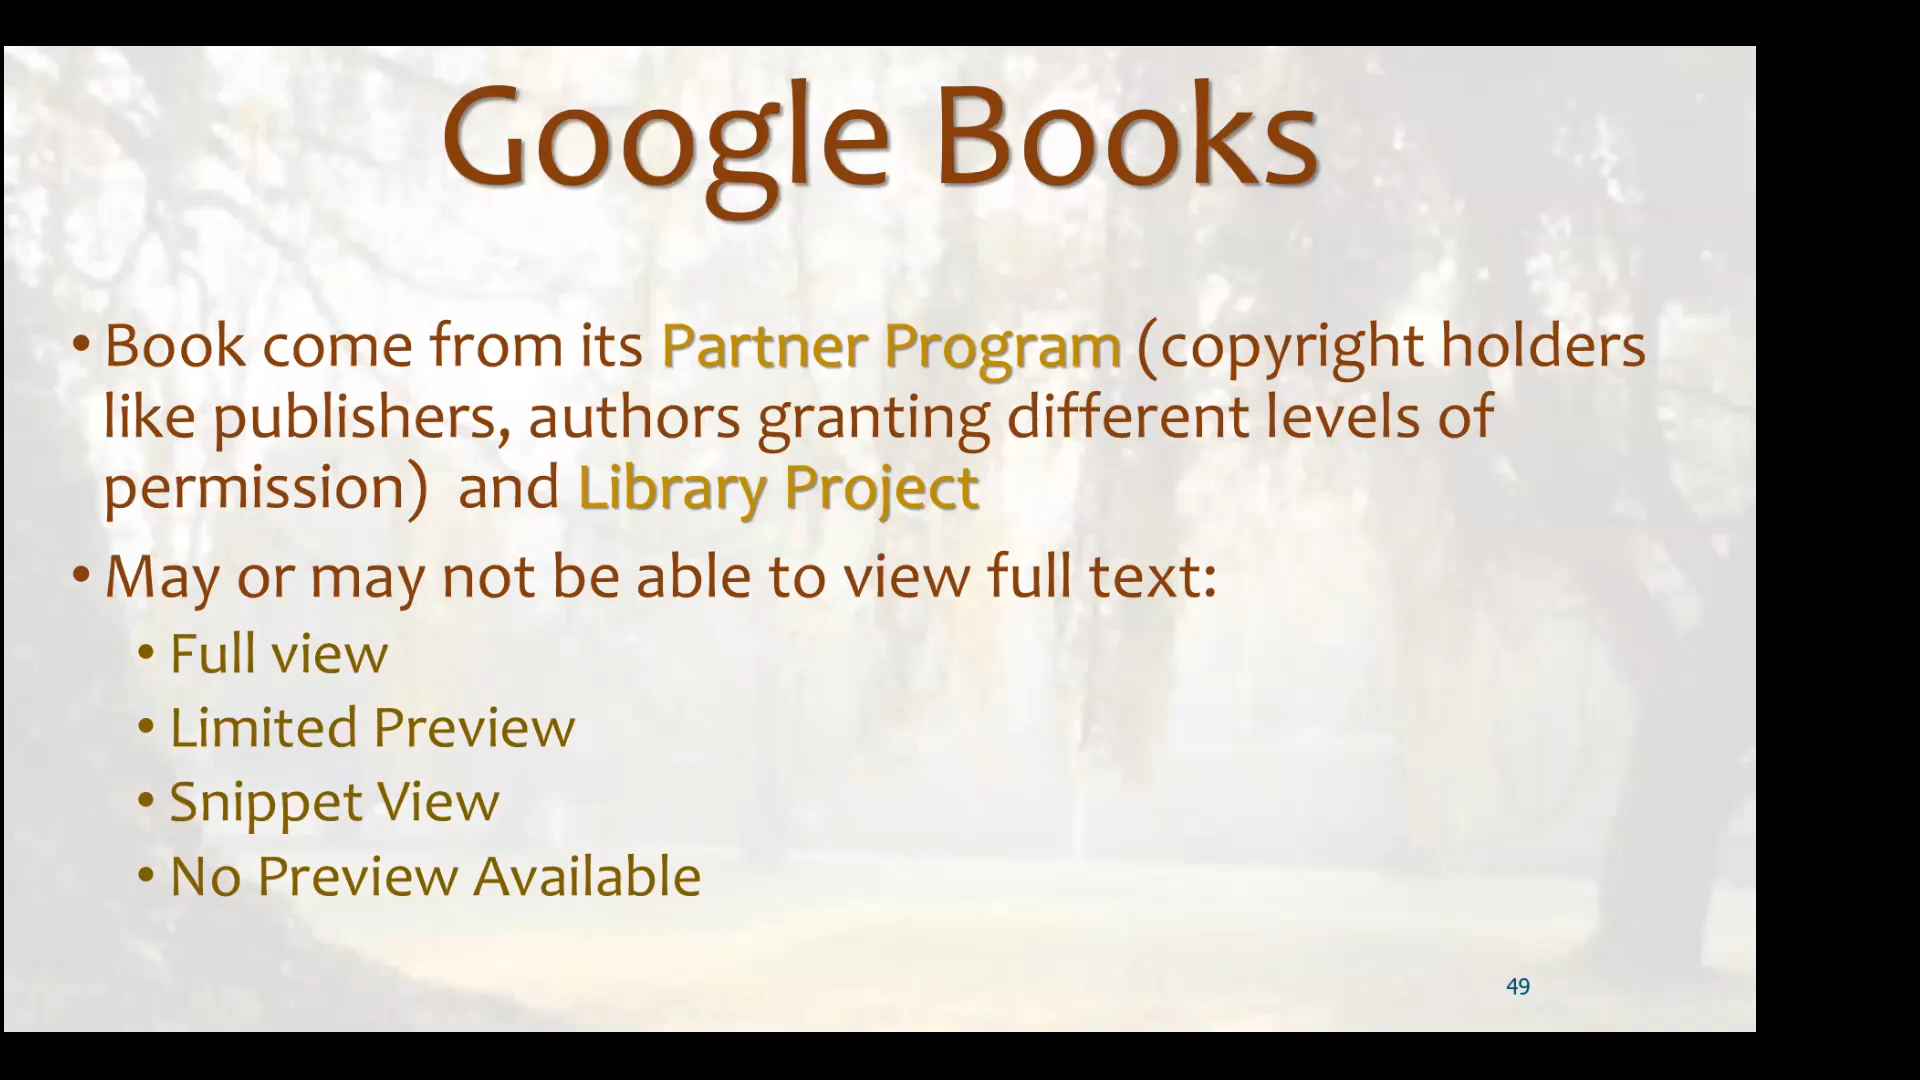 Google Books
• Book come from its Partner Program (copyright holders
like publishers, authors granting different levels of
permission)  and Library Project
• May or may not be able to view full text:
• Full view
• Limited Preview
• Snippet View
• No Preview Available
49